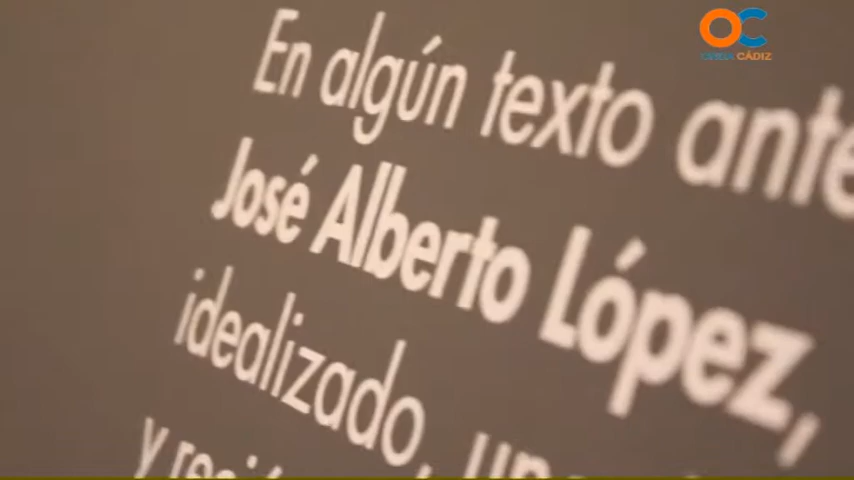 OC
CÁDIZ
En algún texto ante
José Alberto López,
idealizado,
y